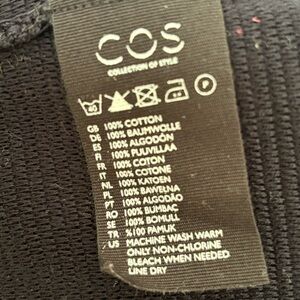 COS
COLLECTION OF STYLE
40 P
GB 100% COTTON
DE 100% BAUMWOLLE
ES 100% ALGODÓN
FI 100% PUUVILLAA
FR 100% COTON
IT 100% COTONE
NL 100% KATOEN
PL 100% BAWEŁNA
PT 100% ALGODÃO
RO 100% BUMBAC
SE 100% BOMULL
TR %100 PAMUK
US MACHINE WASH WARM
ONLY NON-CHLORINE
BLEACH WHEN NEEDED
LINE DRY